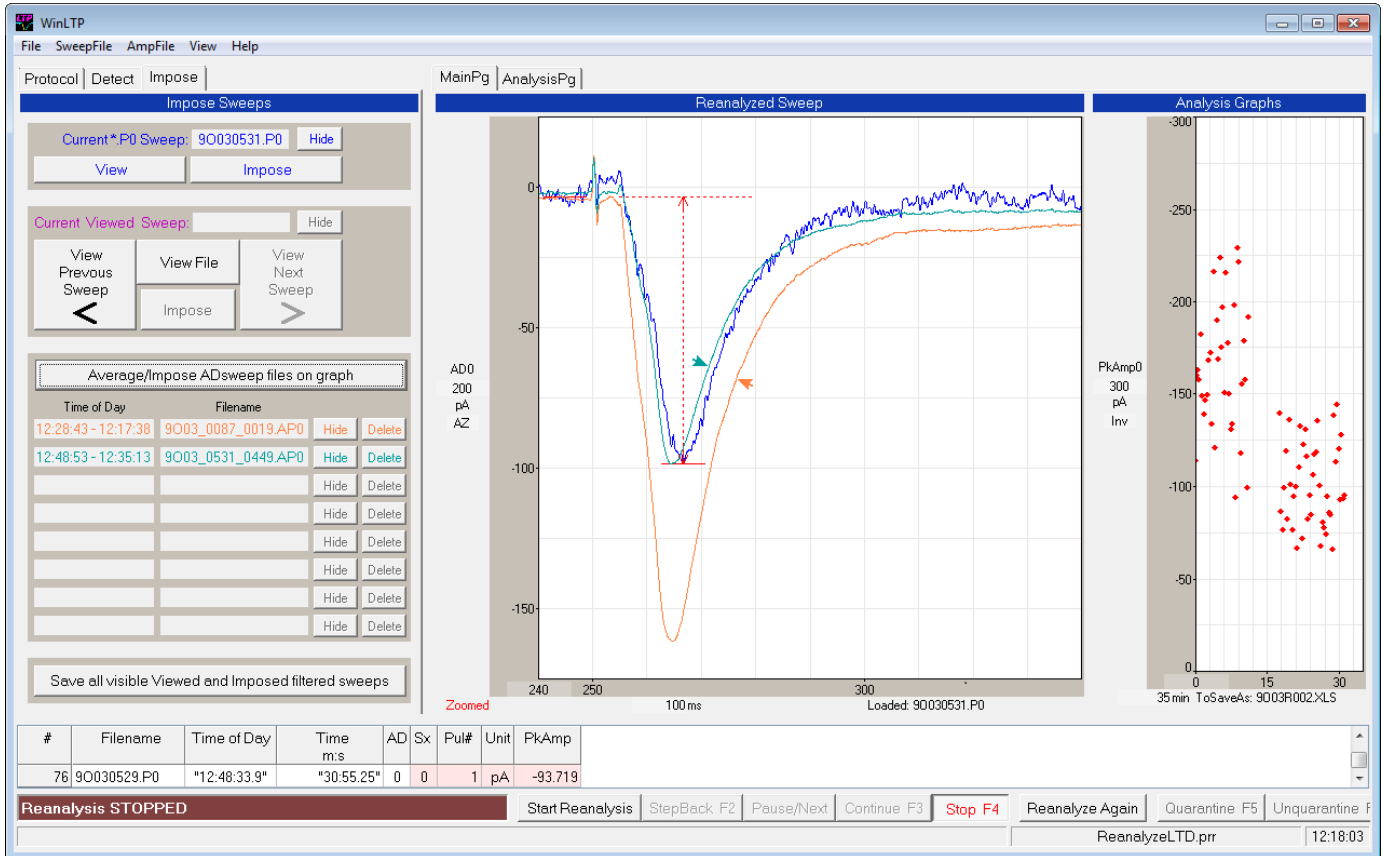 WinLTP
File SweepFile AmpFile View Help
Protocol Detect Impose
MainPg AnalysisPg
Impose Sweeps
Reanalyzed Sweep
Analysis Graphs
Current *.P0 Sweep: 9O030531.P0 Hide
View Impose
Current Viewed Sweep: Hide
View Prevous Sweep <
View File
Impose
View Next Sweep >
Average/Impose ADsweep files on graph
Time of Day Filename
12:28:43 - 12:17:38 9O03_0087_0019.AP0 Hide Delete
12:48:53 - 12:35:13 9O03_0531_0449.AP0 Hide Delete
Hide Delete
Hide Delete
Hide Delete
Hide Delete
Hide Delete
Hide Delete
Save all visible Viewed and Imposed filtered sweeps
AD0
200
pA
AZ
0
-50
-100
-150
240 250 300
Zoomed 100 ms Loaded: 9O030531.P0
PkAmp0
300
pA
Inv
-300
-250
-200
-150
-100
-50
0
0 15 30
35 min ToSaveAs: 9O03R002.XLS
# Filename Time of Day Time m:s AD Sx Pul# Unit PkAmp
76 9O030529.P0 "12:48:33.9" "30:55.25" 0 0 1 pA -93.719
Reanalysis STOPPED
Start Reanalysis StepBack F2 Pause/Next Continue F3 Stop F4 Reanalyze Again Quarantine F5 Unquarantine F
ReanalyzeLTD.prr 12:18:03